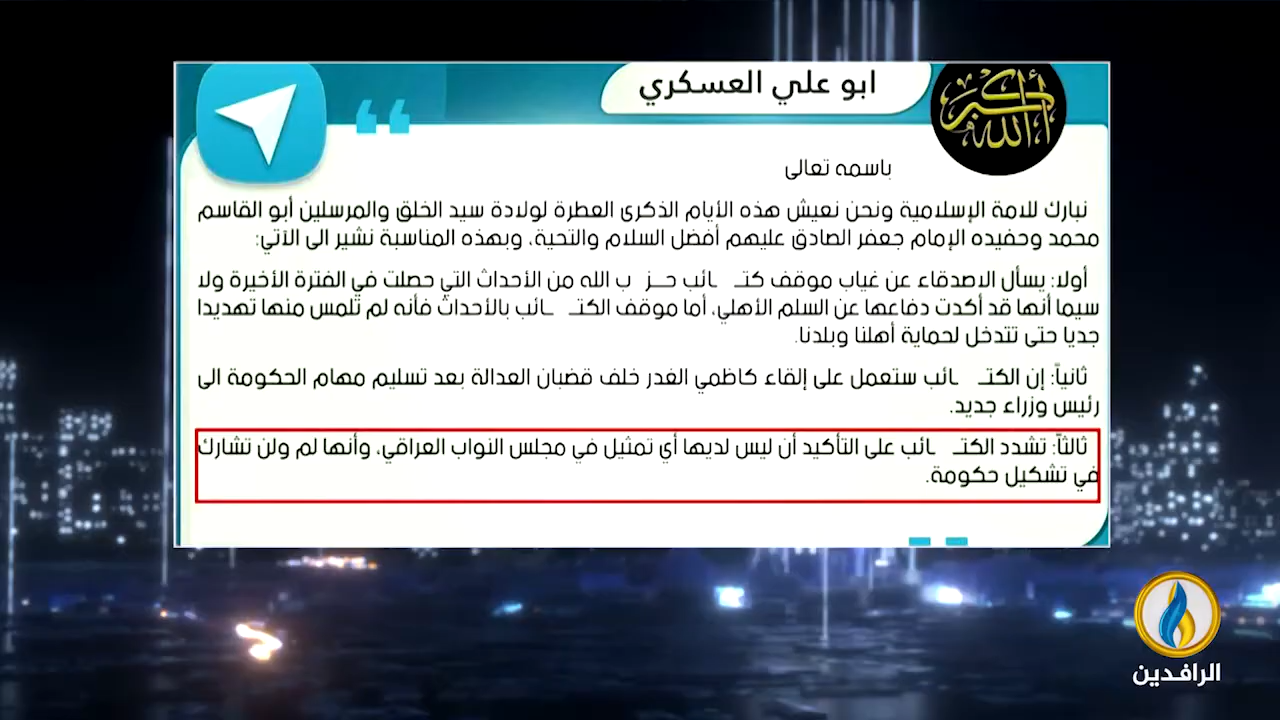 ابو علي العسكري
الله أكبر
باسمه تعالى
نبارك للامة الإسلامية ونحن نعيش هذه الأيام الذكرى العطرة لولادة سيد الخلق والمرسلين أبو القاسم
محمد وحفيده الإمام جعفر الصادق عليهم أفضل السلام والتحية، وبهذه المناسبة نشير الى الآتي:
أولا: يسأل الاصدقاء عن غياب موقف كتـ ـائب حـــز ب الله من الأحداث التي حصلت في الفترة الأخيرة ولا
سيما أنها قد أكدت دفاعها عن السلم الأهلي، أما موقف الكتـ ـائب بالأحداث فأنه لم تلمس منها تهديدا
جديا حتى تتدخل لحماية أهلنا وبلدنا.
ثانياً: إن الكتـ ـائب ستعمل على إلقاء كاظمي الغدر خلف قضبان العدالة بعد تسليم مهام الحكومة الى
رئيس وزراء جديد.
ثالثاً: تشدد الكتـ ـائب على التأكيد أن ليس لديها أي تمثيل في مجلس النواب العراقي، وأنها لم ولن تشارك
في تشكيل حكومة.
الرافدين